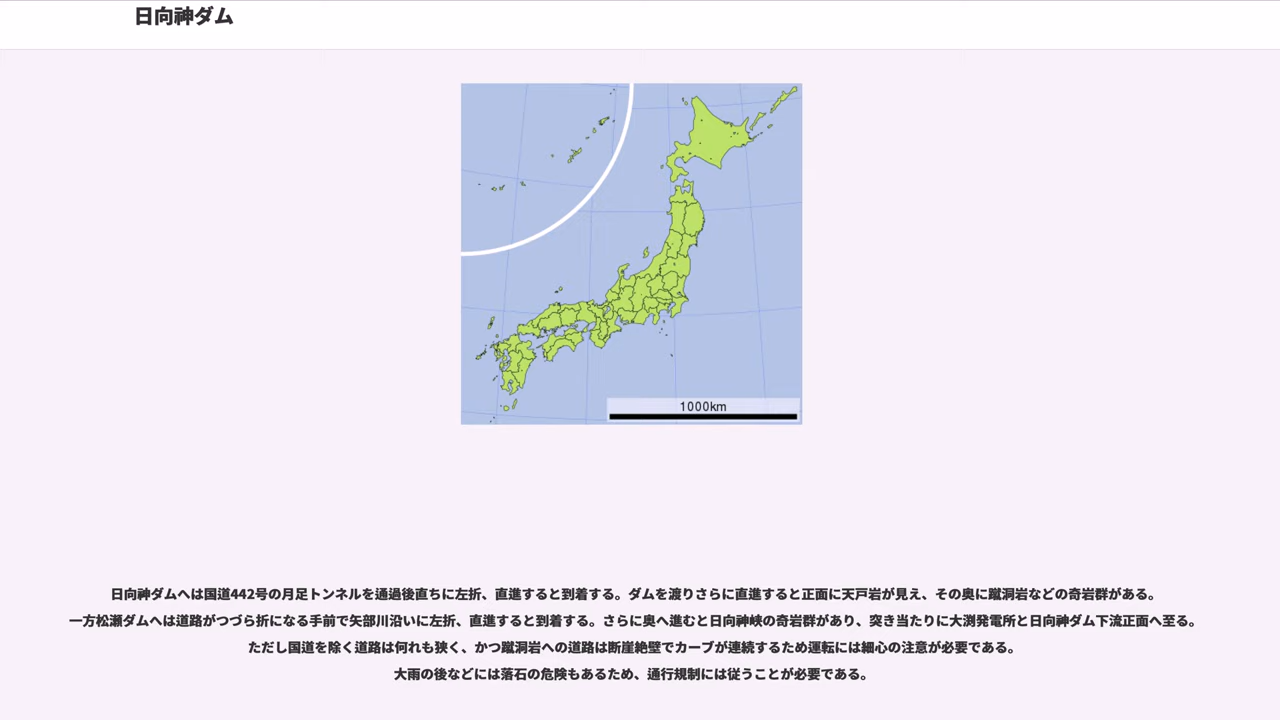 日向神ダム
1000km
日向神ダムへは国道442号の月足トンネルを通過後直ちに左折、直進すると到着する。ダムを渡りさらに直進すると正面に天戸岩が見え、その奥に蹴洞岩などの奇岩群がある。
一方松瀬ダムへは道路がつづら折になる手前で矢部川沿いに左折、直進すると到着する。さらに奥へ進むと日向神峡の奇岩群があり、突き当たりに大渕発電所と日向神ダム下流正面へ至る。
ただし国道を除く道路は何れも狭く、かつ蹴洞岩への道路は断崖絶壁でカーブが連続するため運転には細心の注意が必要である。
大雨の後などには落石の危険もあるため、通行規制には従うことが必要である。